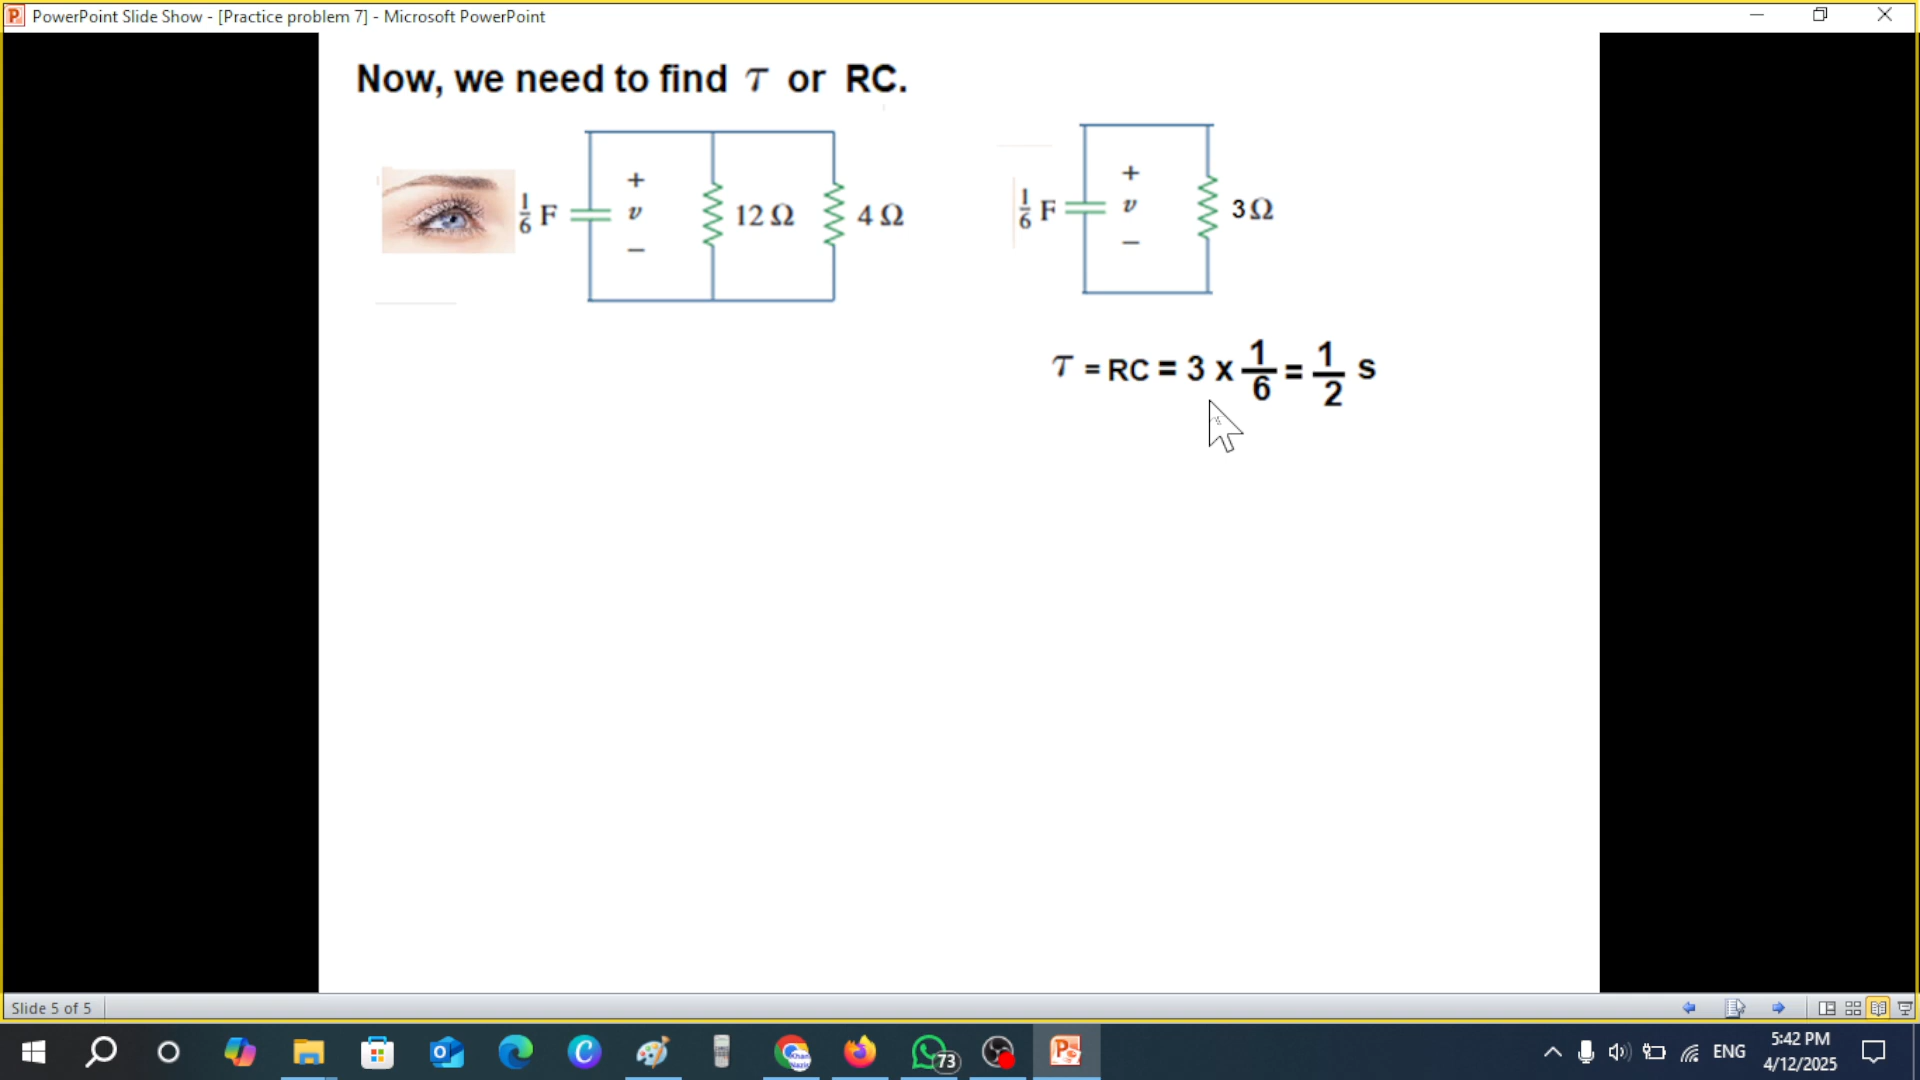 PowerPoint Slide Show - [Practice problem 7] - Microsoft PowerPoint
Now, we need to find τ or RC.
1/6 F + v − 12 Ω 4 Ω
1/6 F + v − 3 Ω
τ = RC = 3 x 1/6 = 1/2 s
Slide 5 of 5
73
ENG
5:42 PM
4/12/2025